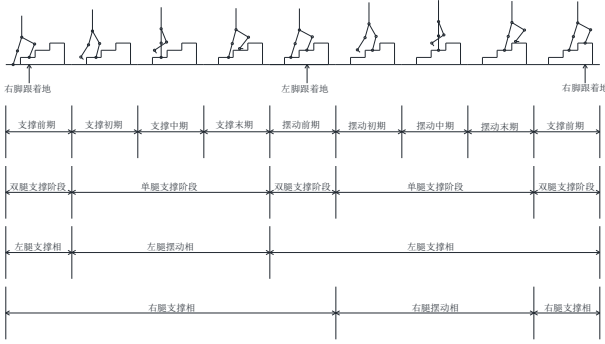 右脚跟着地 左脚跟着地 右脚跟着地
支撑前期 支撑初期 支撑中期 支撑末期 摆动前期 摆动初期 摆动中期 摆动末期 支撑前期
双腿支撑阶段 单腿支撑阶段 双腿支撑阶段 单腿支撑阶段 双腿支撑阶段
左腿支撑相 左腿摆动相 左腿支撑相
右腿支撑相 右腿摆动相 右腿支撑相